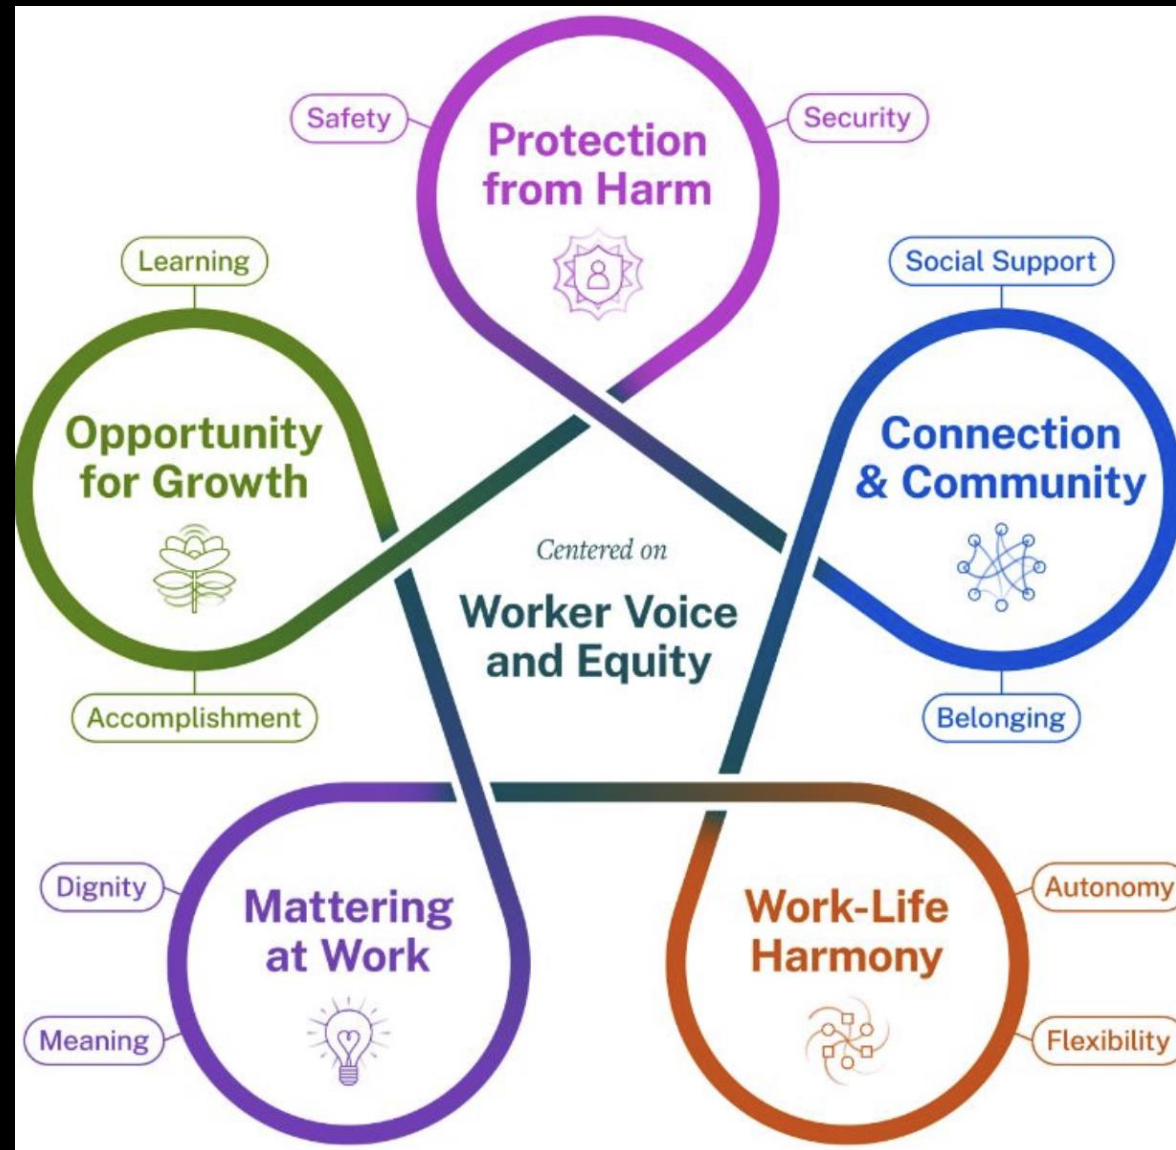 Safety
Protection
from Harm
Security
Learning
Opportunity
for Growth
Accomplishment
Social Support
Connection
& Community
Belonging
Centered on
Worker Voice
and Equity
Dignity
Mattering
at Work
Meaning
Work-Life
Harmony
Autonomy
Flexibility